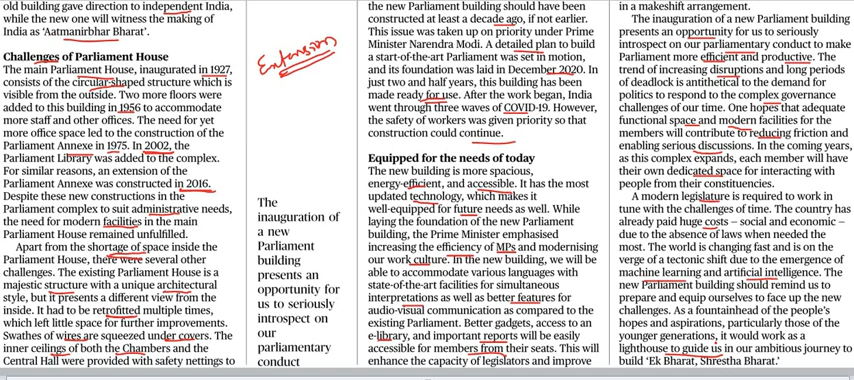 old building gave direction to independent India,
while the new one will witness the making of
India as 'Aatmanirbhar Bharat'.
Challenges of Parliament House
The main Parliament House, inaugurated in 1927,
consists of the circular-shaped structure which is
visible from the outside. Two more floors were
added to this building in 1956 to accommodate
more staff and other offices. The need for yet
more office space led to the construction of the
Parliament Annexe in 1975. In 2002, the
Parliament Library was added to the complex.
For similar reasons, an extension of the
Parliament Annexe was constructed in 2016.
Despite these new constructions in the
Parliament complex to suit administrative needs,
the need for modern facilities in the main
Parliament House remained unfulfilled.
Apart from the shortage of space inside the
Parliament House, there were several other
challenges. The existing Parliament House is a
majestic structure with a unique architectural
style, but it presents a different view from the
inside. It had to be retrofitted multiple times,
which left little space for further improvements.
Swathes of wires are squeezed under covers. The
inner ceilings of both the Chambers and the
Central Hall were provided with safety nettings to
Extension
The
inauguration of
a new
Parliament
building
presents an
opportunity for
us to seriously
introspect on
our
parliamentary
conduct
the new Parliament building should have been
constructed at least a decade ago, if not earlier.
This issue was taken up on priority under Prime
Minister Narendra Modi. A detailed plan to build
a start-of-the-art Parliament was set in motion,
and its foundation was laid in December 2020. In
just two and half years, this building has been
made ready for use. After the work began, India
went through three waves of COVID-19. However,
the safety of workers was given priority so that
construction could continue.
Equipped for the needs of today
The new building is more spacious,
energy-efficient, and accessible. It has the most
updated technology, which makes it
well-equipped for future needs as well. While
laying the foundation of the new Parliament
building, the Prime Minister emphasised
increasing the efficiency of MPs and modernising
our work culture. In the new building, we will be
able to accommodate various languages with
state-of-the-art facilities for simultaneous
interpretations as well as better features for
audio-visual communication as compared to the
existing Parliament. Better gadgets, access to an
e-library, and important reports will be easily
accessible for members from their seats. This will
enhance the capacity of legislators and improve
in a makeshift arrangement.
The inauguration of a new Parliament building
presents an opportunity for us to seriously
introspect on our parliamentary conduct to make
Parliament more efficient and productive. The
trend of increasing disruptions and long periods
of deadlock is antithetical to the demand for
politics to respond to the complex governance
challenges of our time. One hopes that adequate
functional space and modern facilities for the
members will contribute to reducing friction and
enabling serious discussions. In the coming years,
as this complex expands, each member will have
their own dedicated space for interacting with
people from their constituencies.
A modern legislature is required to work in
tune with the challenges of time. The country has
already paid huge costs — social and economic —
due to the absence of laws when needed the
most. The world is changing fast and is on the
verge of a tectonic shift due to the emergence of
machine learning and artificial intelligence. The
new Parliament building should remind us to
prepare and equip ourselves to face up the new
challenges. As a fountainhead of the people's
hopes and aspirations, particularly those of the
younger generations, it would work as a
lighthouse to guide us in our ambitious journey to
build 'Ek Bharat, Shrestha Bharat.'